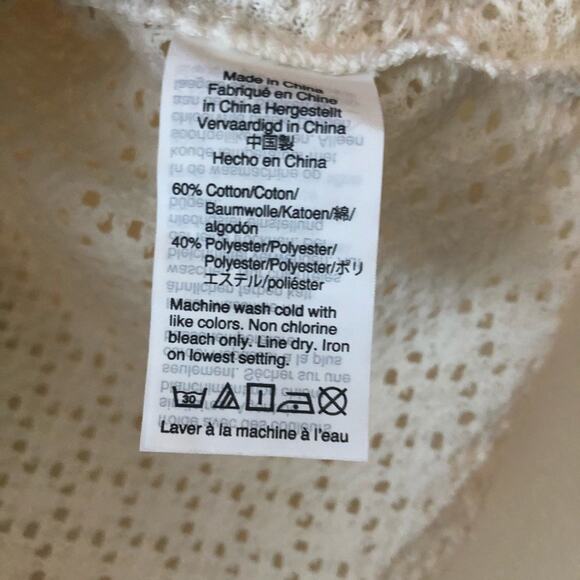 Made in China
Fabriqué en Chine
in China Hergestellt
Vervaardigd in China
中国製
Hecho en China
60% Cotton/Coton/
Baumwolle/Katoen/綿/
algodón
40% Polyester/Polyester/
Polyester/Polyester/ポリ
エステル/poliéster
Machine wash cold with
like colors. Non chlorine
bleach only. Line dry. Iron
on lowest setting.
30
Laver à la machine à l'eau